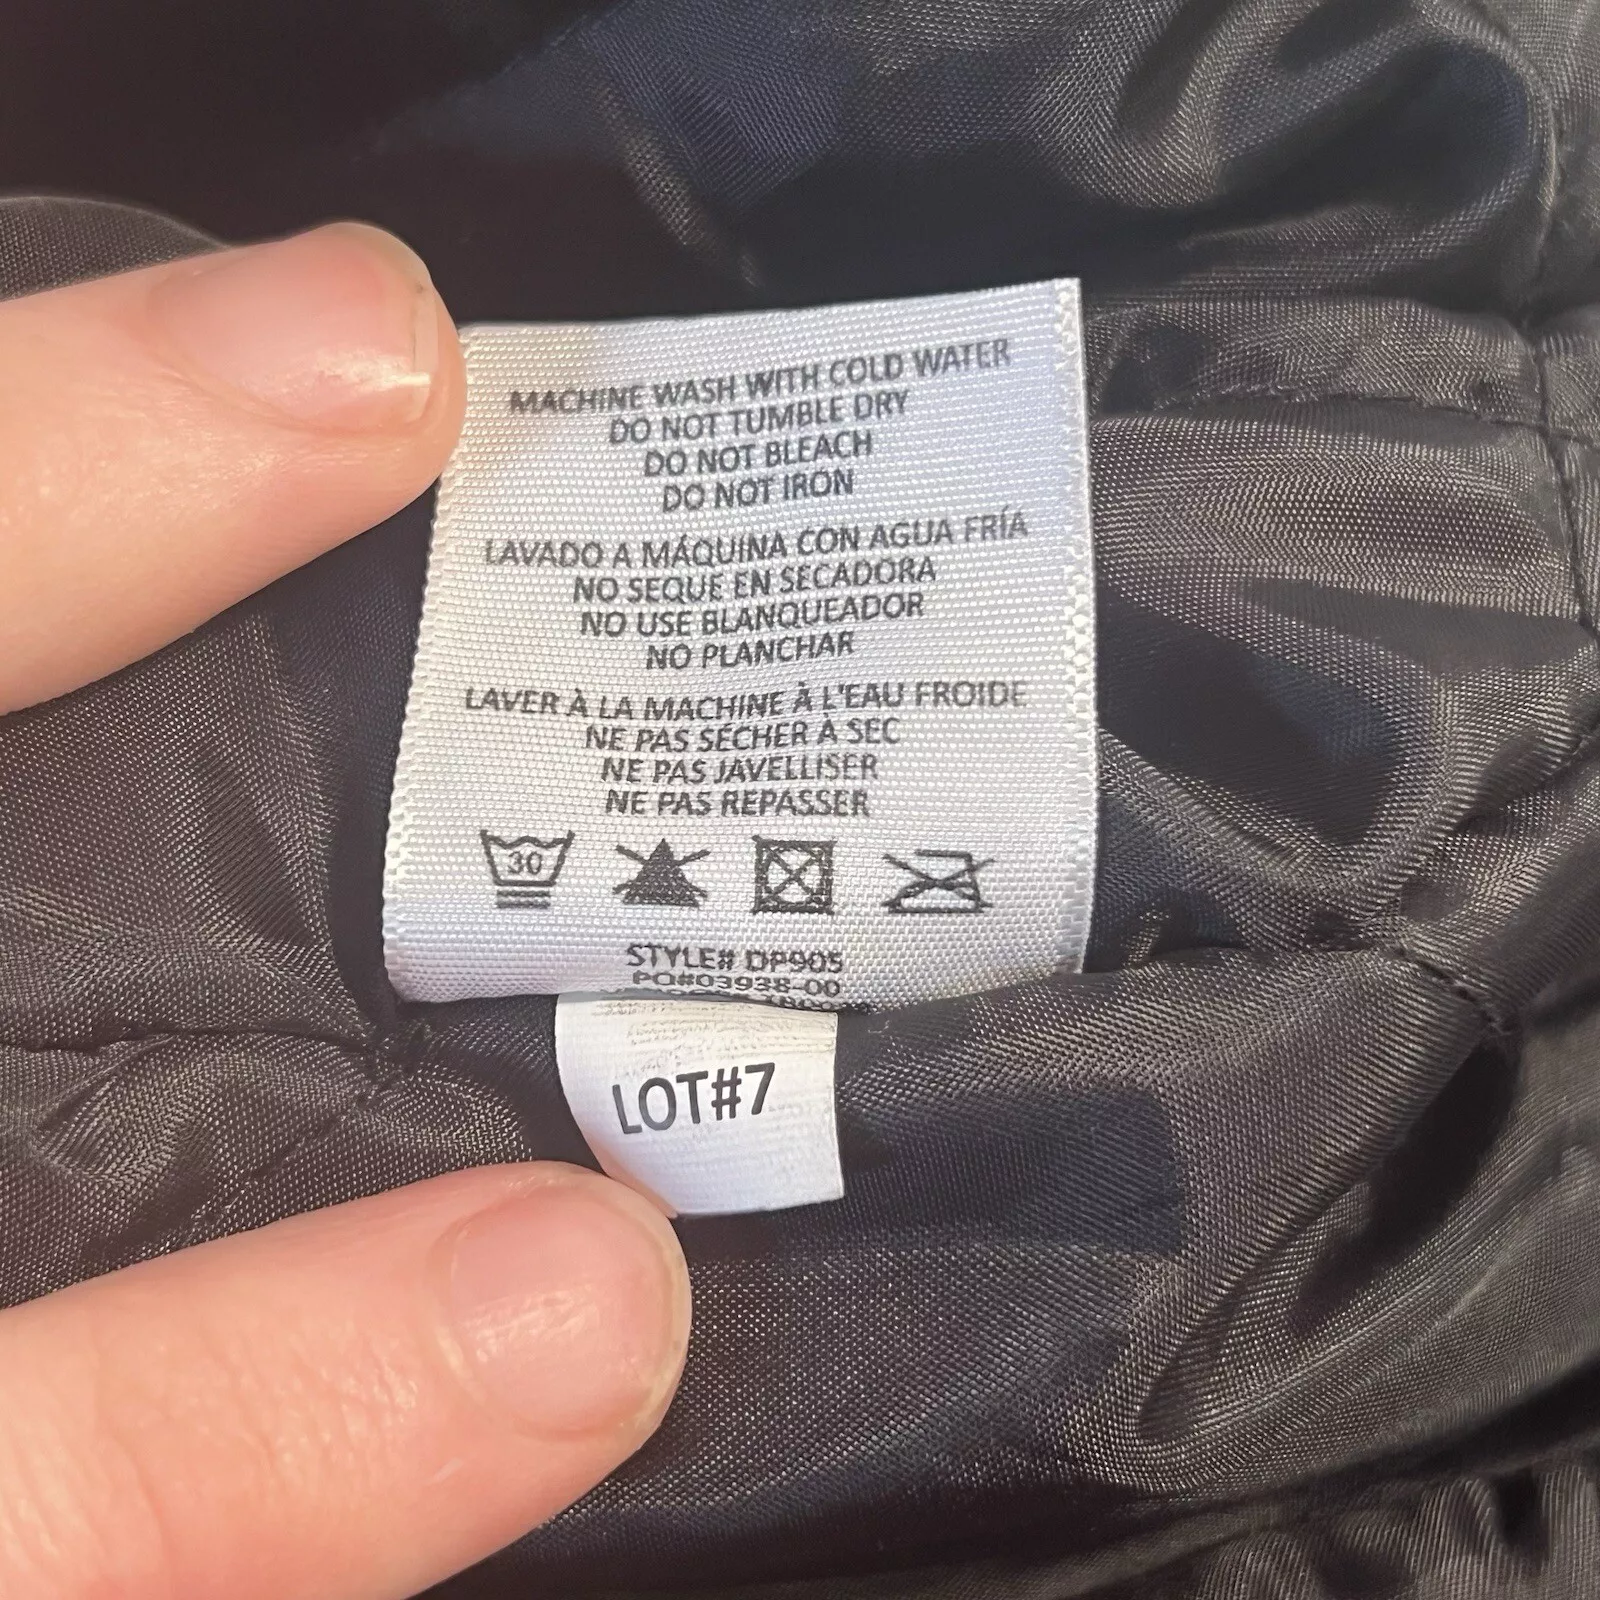 MACHINE WASH WITH COLD WATER
DO NOT TUMBLE DRY
DO NOT BLEACH
DO NOT IRON
LAVADO A MÁQUINA CON AGUA FRÍA
NO SEQUE EN SECADORA
NO USE BLANQUEADOR
NO PLANCHAR
LAVER À LA MACHINE À L'EAU FROIDE
NE PAS SÉCHER À SEC
NE PAS JAVELLISER
NE PAS REPASSER
30
STYLE# DP905
PO#03938-00
LOT#7